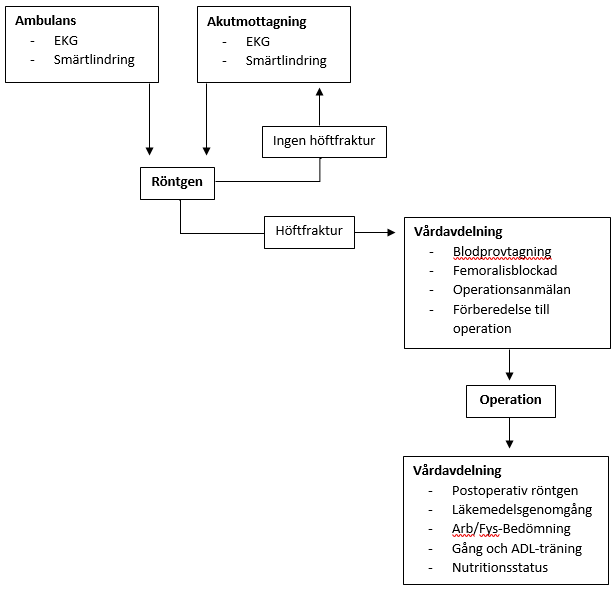 Ambulans
- EKG
- Smärtlindring
Akutmottagning
- EKG
- Smärtlindring
Ingen höftfraktur
Röntgen
Höftfraktur
Vårdavdelning
- Blodprovtagning
- Femoralisblockad
- Operationsanmälan
- Förberedelse till
operation
Operation
Vårdavdelning
- Postoperativ röntgen
- Läkemedelsgenomgång
- Arb/Fys-Bedömning
- Gång och ADL-träning
- Nutritionsstatus